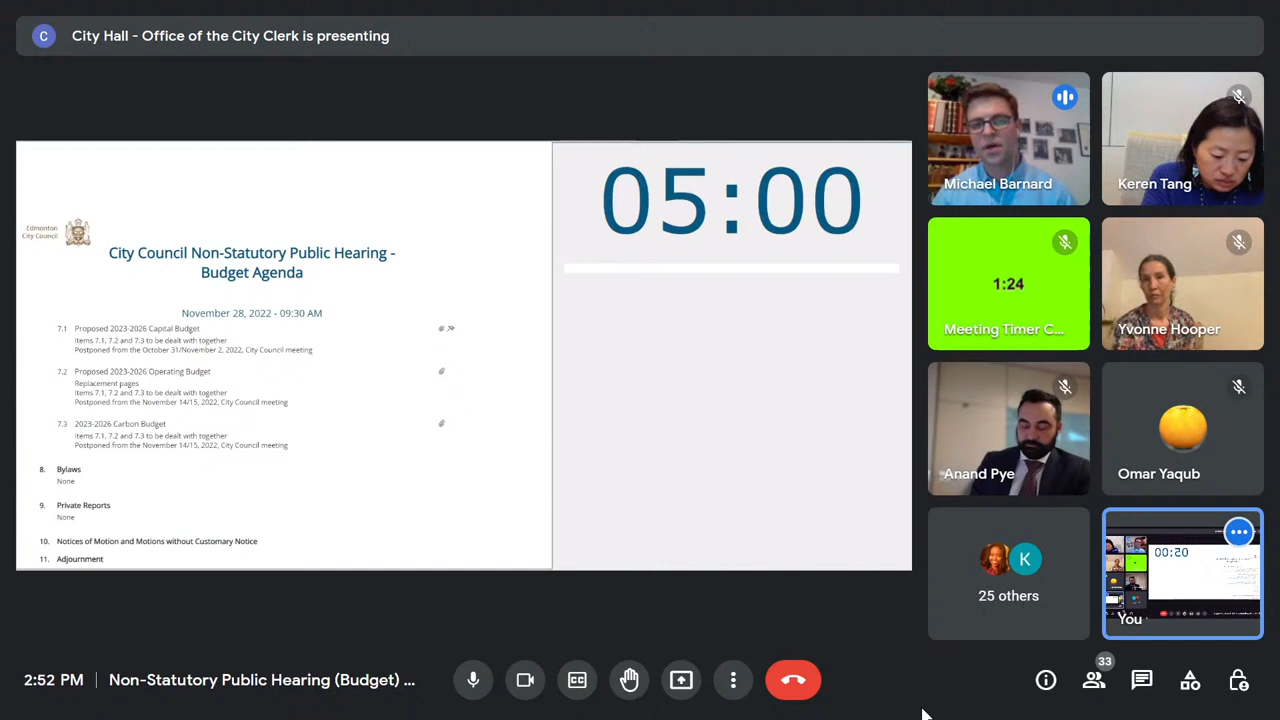 C City Hall - Office of the City Clerk is presenting
Edmonton
City Council
City Council Non-Statutory Public Hearing -
Budget Agenda
November 28, 2022 - 09:30 AM
7.1 Proposed 2023-2026 Capital Budget
Items 7.1, 7.2 and 7.3 to be dealt with together
Postponed from the October 31/November 2, 2022, City Council meeting
7.2 Proposed 2023-2026 Operating Budget
Replacement pages
Items 7.1, 7.2 and 7.3 to be dealt with together
Postponed from the November 14/15, 2022, City Council meeting
7.3 2023-2026 Carbon Budget
Items 7.1, 7.2 and 7.3 to be dealt with together
Postponed from the November 14/15, 2022, City Council meeting
8. Bylaws
None
9. Private Reports
None
10. Notices of Motion and Motions without Customary Notice
11. Adjournment
05:00
Michael Barnard
Keren Tang
1:24
Meeting Timer C...
Yvonne Hooper
Anand Pye
Omar Yaqub
K
25 others
00:50
You
2:52 PM | Non-Statutory Public Hearing (Budget) ...
33